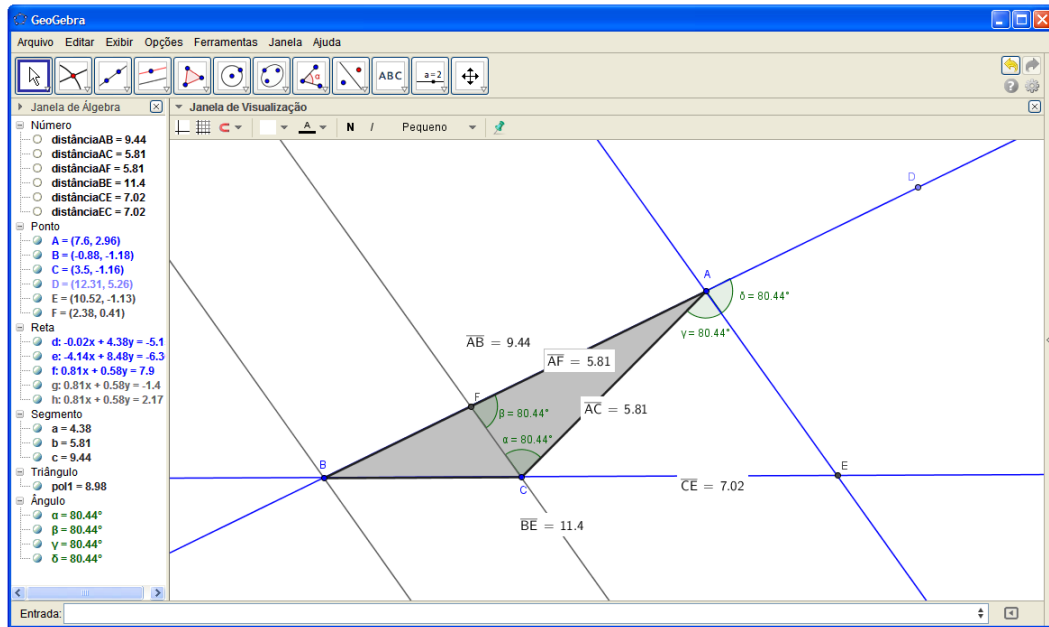 GeoGebra
Arquivo Editar Exibir Opções Ferramentas Janela Ajuda
ABC
a=2
Janela de Álgebra
Número
distânciaAB = 9.44
distânciaAC = 5.81
distânciaAF = 5.81
distânciaBE = 11.4
distânciaCE = 7.02
distânciaEC = 7.02
Ponto
A = (7.6, 2.96)
B = (-0.88, -1.18)
C = (3.5, -1.16)
D = (12.31, 5.26)
E = (10.52, -1.13)
F = (2.38, 0.41)
Reta
d: -0.02x + 4.38y = -5.1
e: -4.14x + 8.48y = -6.3
f: 0.81x + 0.58y = 7.9
g: 0.81x + 0.58y = -1.4
h: 0.81x + 0.58y = 2.17
Segmento
a = 4.38
b = 5.81
c = 9.44
Triângulo
pol1 = 8.98
Ângulo
α = 80.44°
β = 80.44°
γ = 80.44°
δ = 80.44°
Janela de Visualização
A N I Pequeno
D
A
δ = 80.44°
γ = 80.44°
AB = 9.44
AF = 5.81
F
β = 80.44°
AC = 5.81
α = 80.44°
B
C
E
CE = 7.02
BE = 11.4
Entrada: